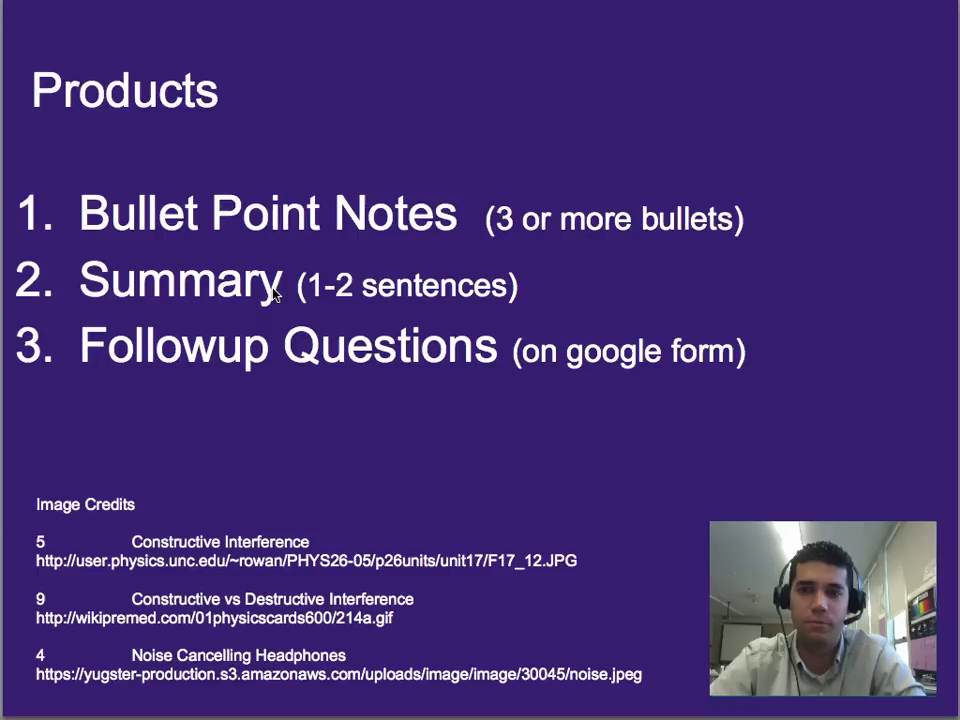 Products
1. Bullet Point Notes (3 or more bullets)
2. Summary (1-2 sentences)
3. Followup Questions (on google form)
Image Credits
5 Constructive Interference
http://user.physics.unc.edu/~rowan/PHYS26-05/p26units/unit17/F17_12.JPG
9 Constructive vs Destructive Interference
http://wikipremed.com/01physicscards600/214a.gif
4 Noise Cancelling Headphones
https://yugster-production.s3.amazonaws.com/uploads/image/image/30045/noise.jpeg